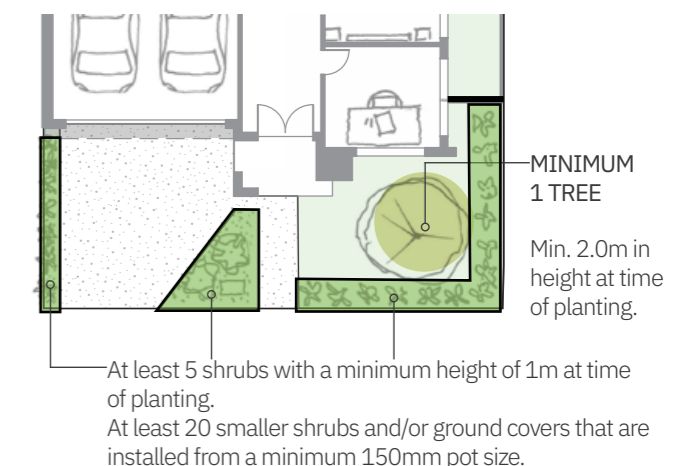 MINIMUM
1 TREE
Min. 2.0m in
height at time
of planting.
At least 5 shrubs with a minimum height of 1m at time
of planting.
At least 20 smaller shrubs and/or ground covers that are
installed from a minimum 150mm pot size.